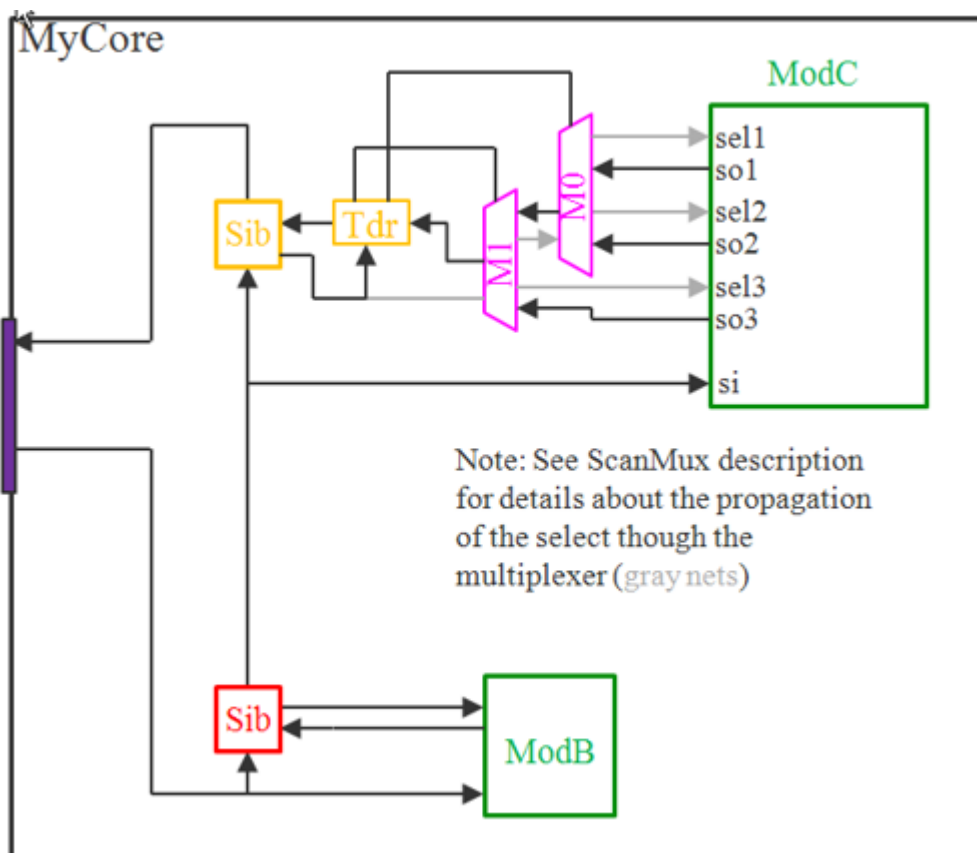 MyCore
ModC
sel1
so1
M0
sel2
Sib
Tdr
so2
M1
sel3
so3
si
Note: See ScanMux description
for details about the propagation
of the select though the
multiplexer (gray nets)
Sib
ModB